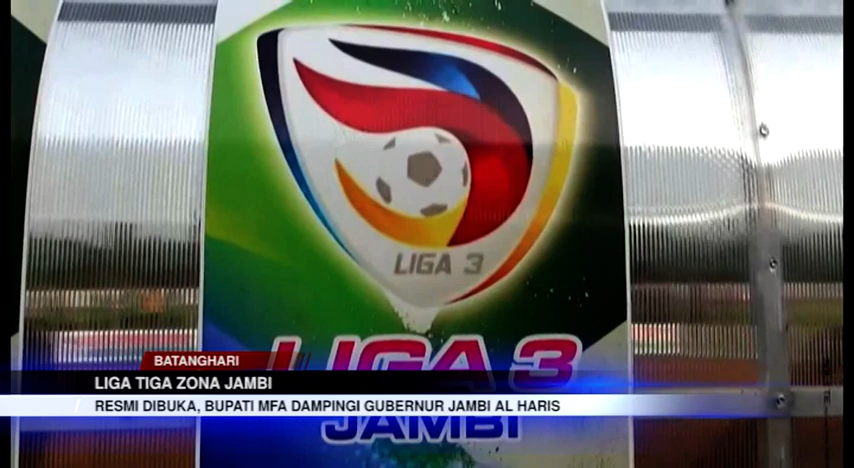 LIGA 3
LIGA 3
JAMBI
BATANGHARI
LIGA TIGA ZONA JAMBI
RESMI DIBUKA, BUPATI MFA DAMPINGI GUBERNUR JAMBI AL HARIS